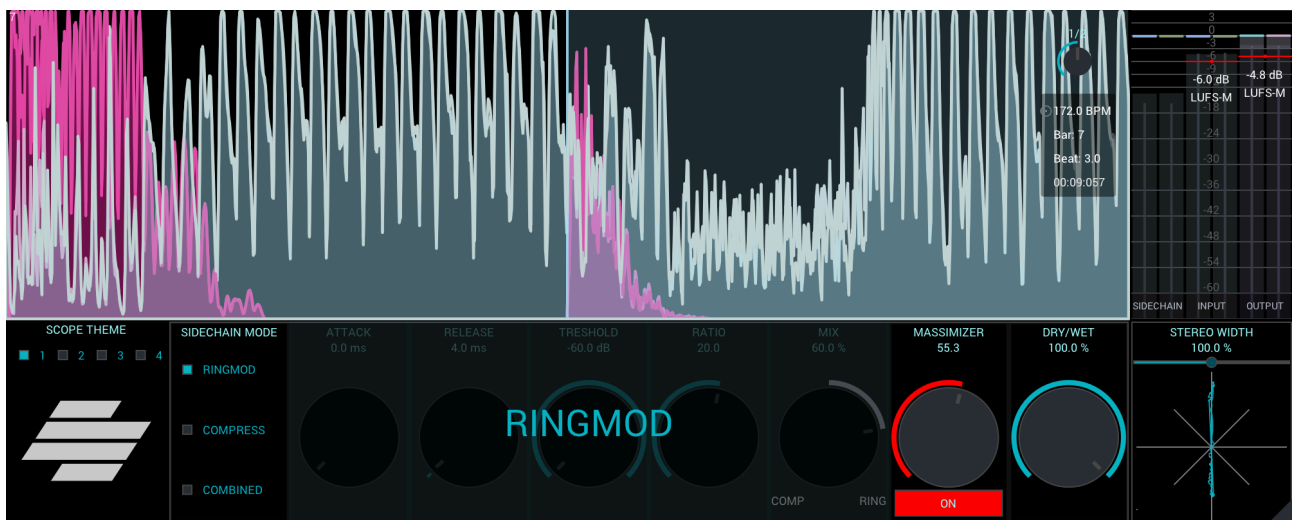 1/2
172.0 BPM
Bar: 7
Beat: 3.0
00:09:057
3
0
-3
-6
-9
-18
-24
-30
-36
-42
-48
-54
-60
-6.0 dB
LUFS-M
-4.8 dB
LUFS-M
SIDECHAIN INPUT OUTPUT
SCOPE THEME
1 2 3 4
SIDECHAIN MODE
RINGMOD
COMPRESS
COMBINED
ATTACK
0.0 ms
RELEASE
4.0 ms
TRESHOLD
-60.0 dB
RATIO
20.0
MIX
60.0 %
COMP RING
RINGMOD
MASSIMIZER
55.3
ON
DRY/WET
100.0 %
STEREO WIDTH
100.0 %